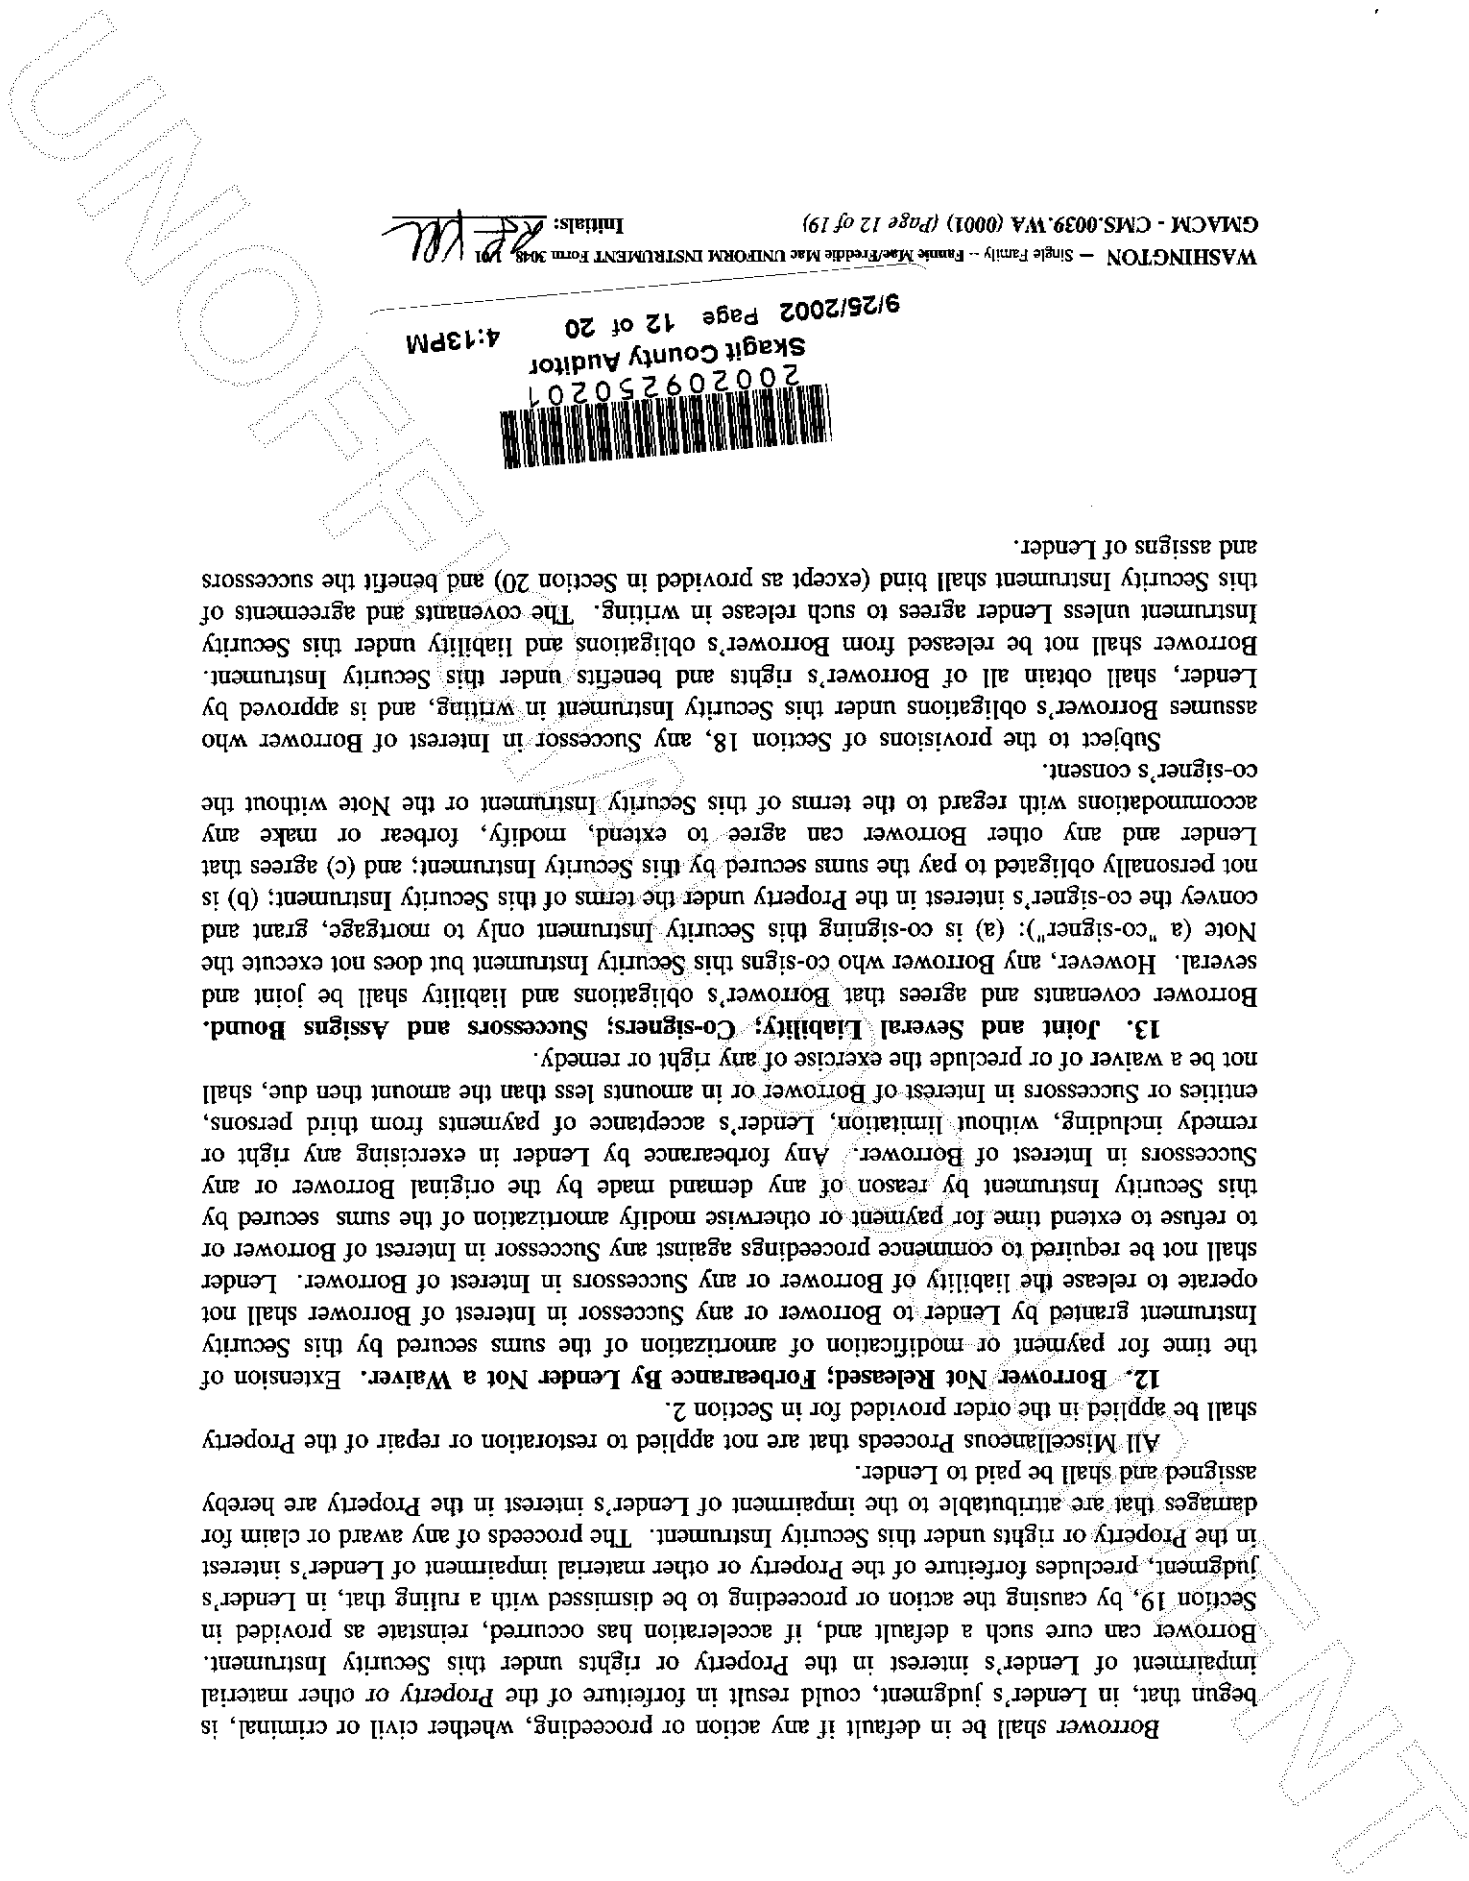 Borrower shall be in default if any action or proceeding, whether civil or criminal, is
begun that, in Lender's judgment, could result in forfeiture of the Property or other material
impairment of Lender's interest in the Property or rights under this Security Instrument.
Borrower can cure such a default and, if acceleration has occurred, reinstate as provided in
Section 19, by causing the action or proceeding to be dismissed with a ruling that, in Lender's
judgment, precludes forfeiture of the Property or other material impairment of Lender's interest
in the Property or rights under this Security Instrument. The proceeds of any award or claim for
damages that are attributable to the impairment of Lender's interest in the Property are hereby
assigned and shall be paid to Lender.
All Miscellaneous Proceeds that are not applied to restoration or repair of the Property
shall be applied in the order provided for in Section 2.
12. Borrower Not Released; Forbearance By Lender Not a Waiver. Extension of
the time for payment or modification of amortization of the sums secured by this Security
Instrument granted by Lender to Borrower or any Successor in Interest of Borrower shall not
operate to release the liability of Borrower or any Successors in Interest of Borrower. Lender
shall not be required to commence proceedings against any Successor in Interest of Borrower or
to refuse to extend time for payment or otherwise modify amortization of the sums secured by
this Security Instrument by reason of any demand made by the original Borrower or any
Successors in Interest of Borrower. Any forbearance by Lender in exercising any right or
remedy including, without limitation, Lender's acceptance of payments from third persons,
entities or Successors in Interest of Borrower or in amounts less than the amount then due, shall
not be a waiver of or preclude the exercise of any right or remedy.
13. Joint and Several Liability; Co-signers; Successors and Assigns Bound.
Borrower covenants and agrees that Borrower's obligations and liability shall be joint and
several. However, any Borrower who co-signs this Security Instrument but does not execute the
Note (a "co-signer"): (a) is co-signing this Security Instrument only to mortgage, grant and
convey the co-signer's interest in the Property under the terms of this Security Instrument; (b) is
not personally obligated to pay the sums secured by this Security Instrument; and (c) agrees that
Lender and any other Borrower can agree to extend, modify, forbear or make any
accommodations with regard to the terms of this Security Instrument or the Note without the
co-signer's consent.
Subject to the provisions of Section 18, any Successor in Interest of Borrower who
assumes Borrower's obligations under this Security Instrument in writing, and is approved by
Lender, shall obtain all of Borrower's rights and benefits under this Security Instrument.
Borrower shall not be released from Borrower's obligations and liability under this Security
Instrument unless Lender agrees to such release in writing. The covenants and agreements of
this Security Instrument shall bind (except as provided in Section 20) and benefit the successors
and assigns of Lender.
200209250201
Skagit County Auditor
9/25/2002 Page 12 of 20 4:13PM
WASHINGTON - Single Family -- Fannie Mae/Freddie Mac UNIFORM INSTRUMENT Form 3048 1/01
GMACM - CMS.0039.WA (0001) (Page 12 of 19) Initials:
UNOFFICIAL DOCUMENT